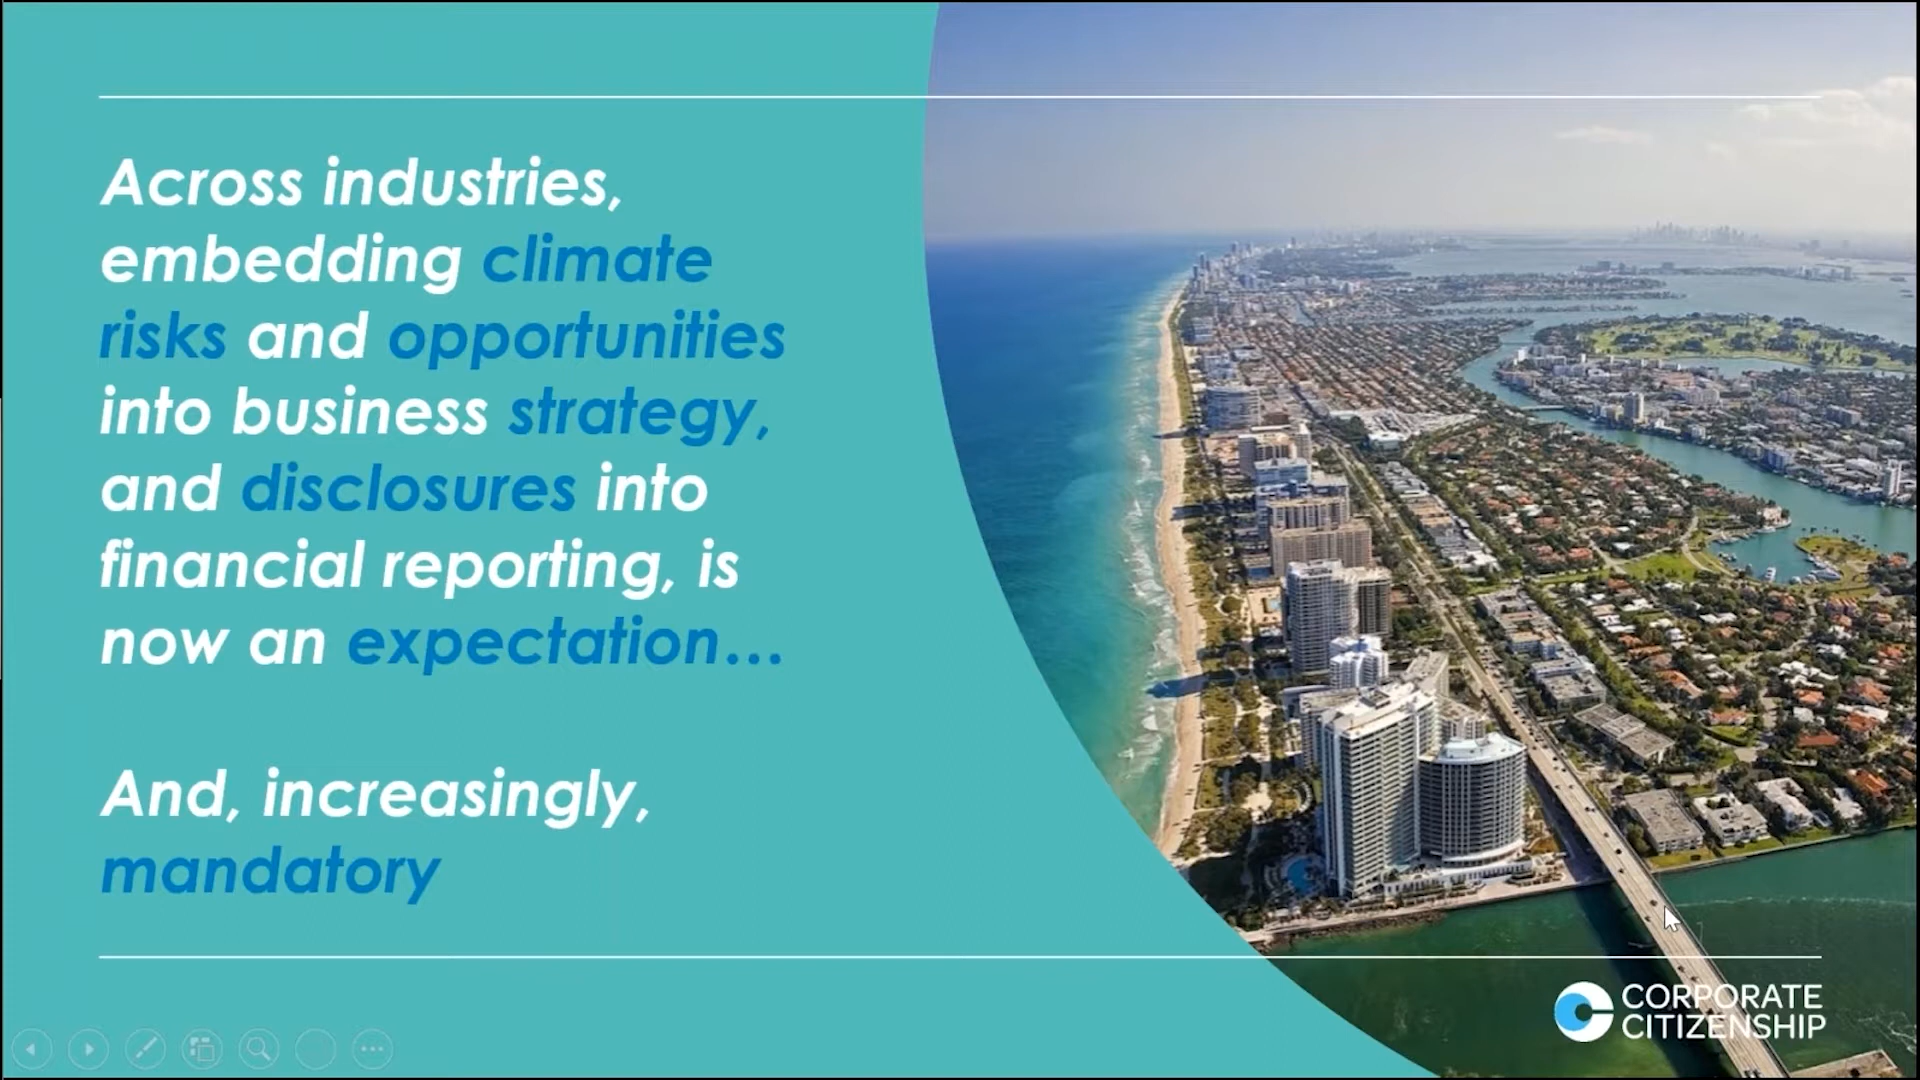 Across industries,
embedding climate
risks and opportunities
into business strategy,
and disclosures into
financial reporting, is
now an expectation...
And, increasingly,
mandatory
CORPORATE
CITIZENSHIP